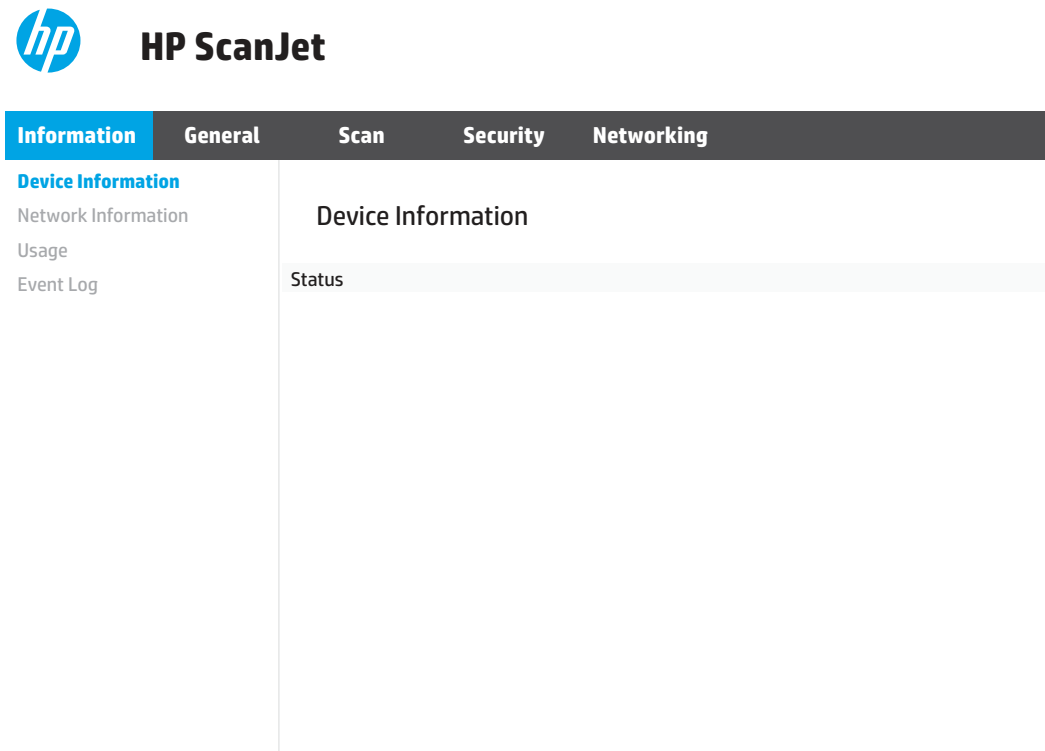 hp
HP ScanJet
Information General Scan Security Networking
Device Information
Network Information
Usage
Event Log
Device Information
Status